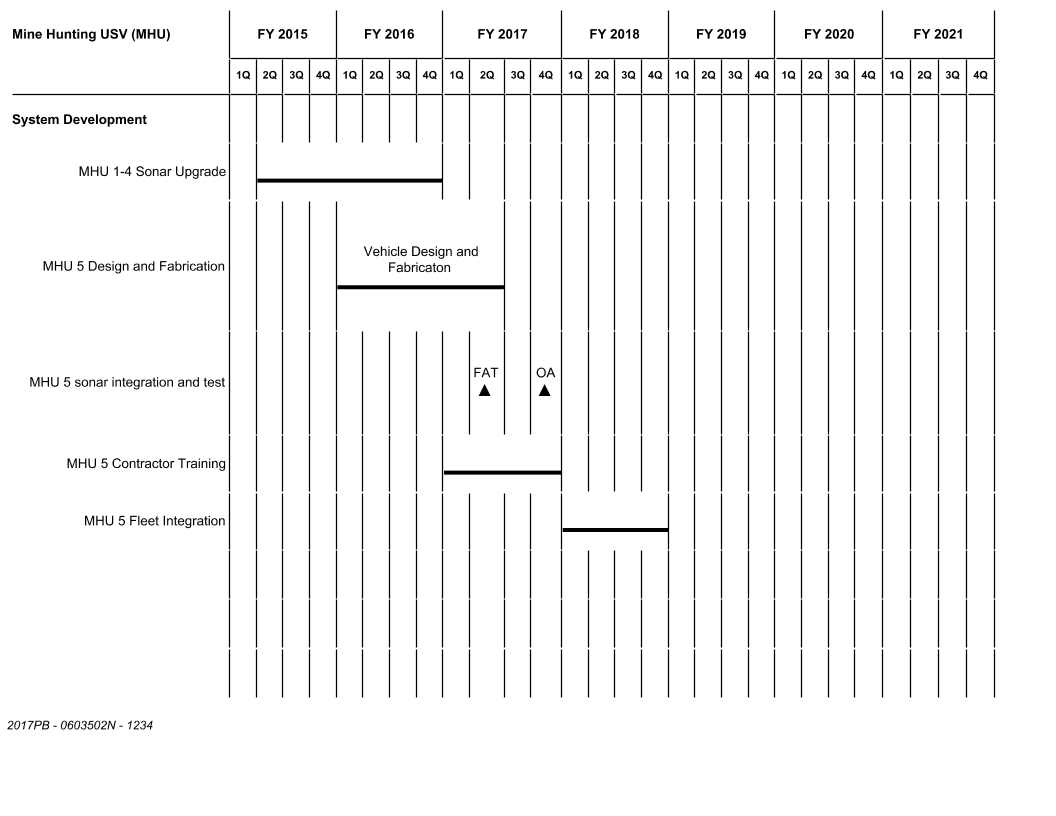 Mine Hunting USV (MHU) FY 2015 FY 2016 FY 2017 FY 2018 FY 2019 FY 2020 FY 2021
1Q 2Q 3Q 4Q 1Q 2Q 3Q 4Q 1Q 2Q 3Q 4Q 1Q 2Q 3Q 4Q 1Q 2Q 3Q 4Q 1Q 2Q 3Q 4Q 1Q 2Q 3Q 4Q
System Development
MHU 1-4 Sonar Upgrade
Vehicle Design and
MHU 5 Design and Fabrication
Fabricaton
FAT OA
MHU 5 sonar integration and test
MHU 5 Contractor Training
MHU 5 Fleet Integration
2017PB - 0603502N - 1234